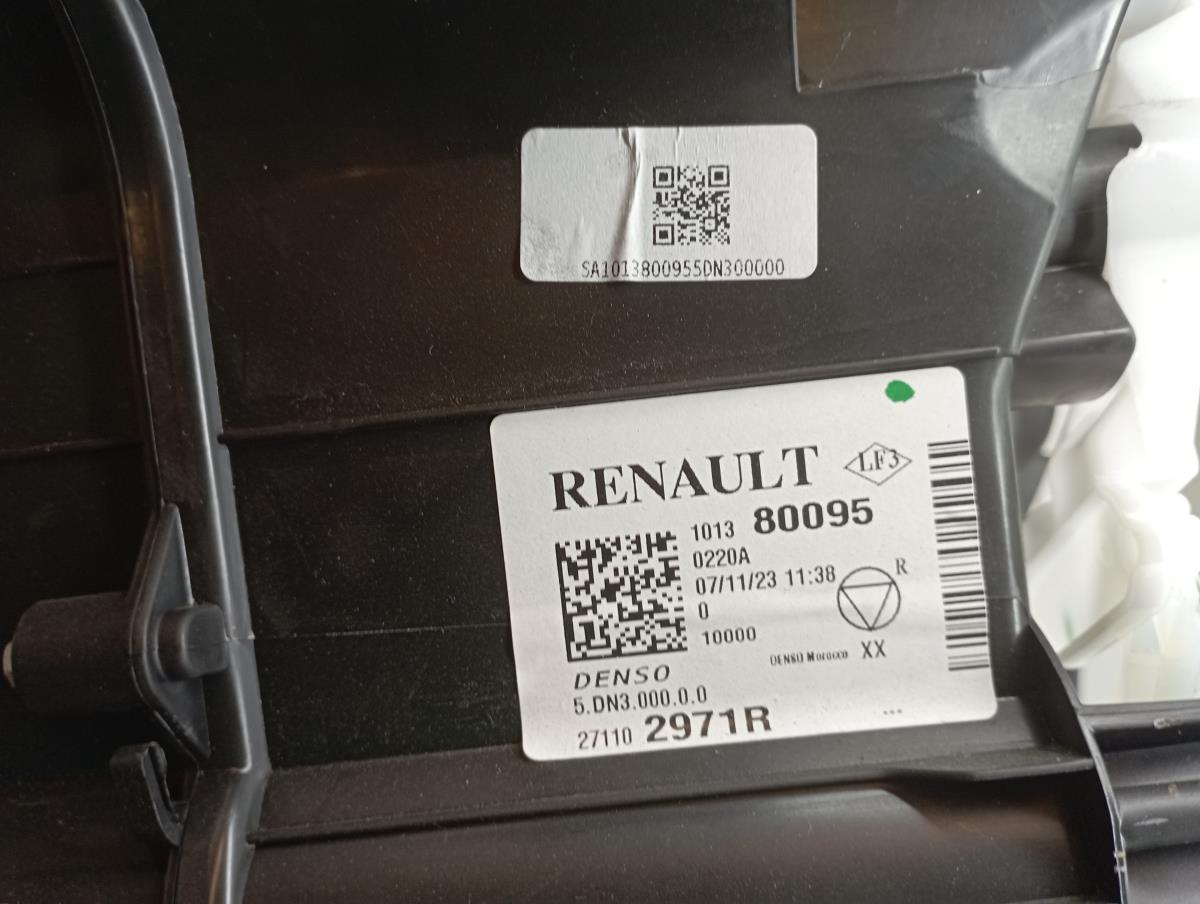 SA1013800955DN300000
RENAULT LF3
1013 80095
0220A
07/11/23 11:38
R
0
10000
DENSO Morocco XX
DENSO
5.DN3.000.0.0
27110 2971R
...